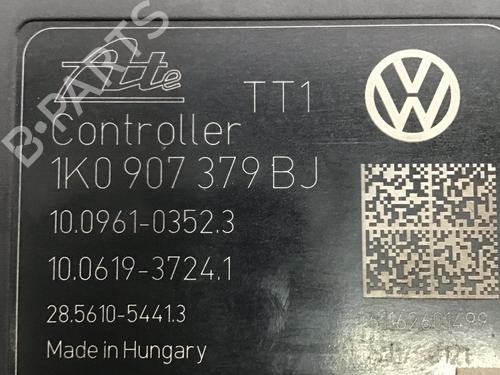 Ate
TT1
Controller
1K0 907 379 BJ
10.0961-0352.3
10.0619-3724.1
28.5610-5441.3
Made in Hungary
B-PARTS